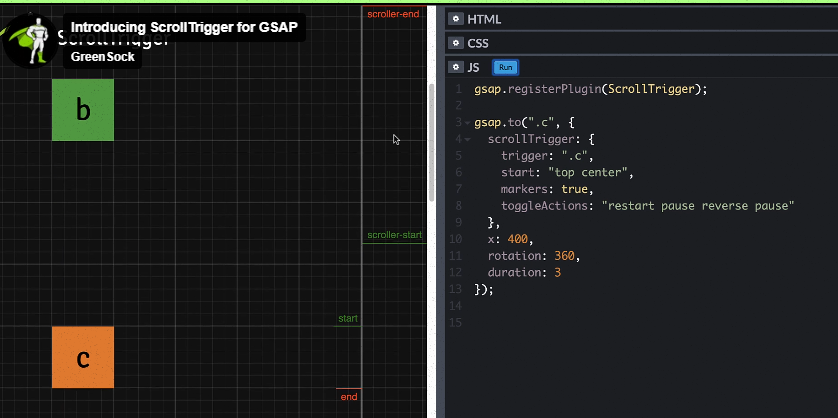 Introducing ScrollTrigger for GSAP
ScrollTrigger
GreenSock
b
c
scroller-end
scroller-start
start
end
HTML
CSS
JS
Run
1 gsap.registerPlugin(ScrollTrigger);
2
3 gsap.to(".c", {
4 scrollTrigger: {
5 trigger: ".c",
6 start: "top center",
7 markers: true,
8 toggleActions: "restart pause reverse pause"
9 },
10 x: 400,
11 rotation: 360,
12 duration: 3
13 });
14
15